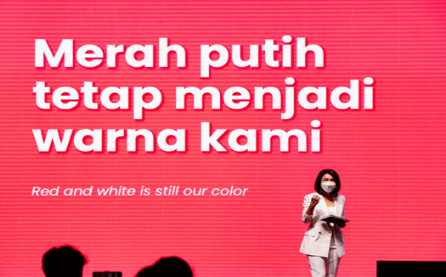 Merah putih
tetap menjadi
warna kami
Red and white is still our color